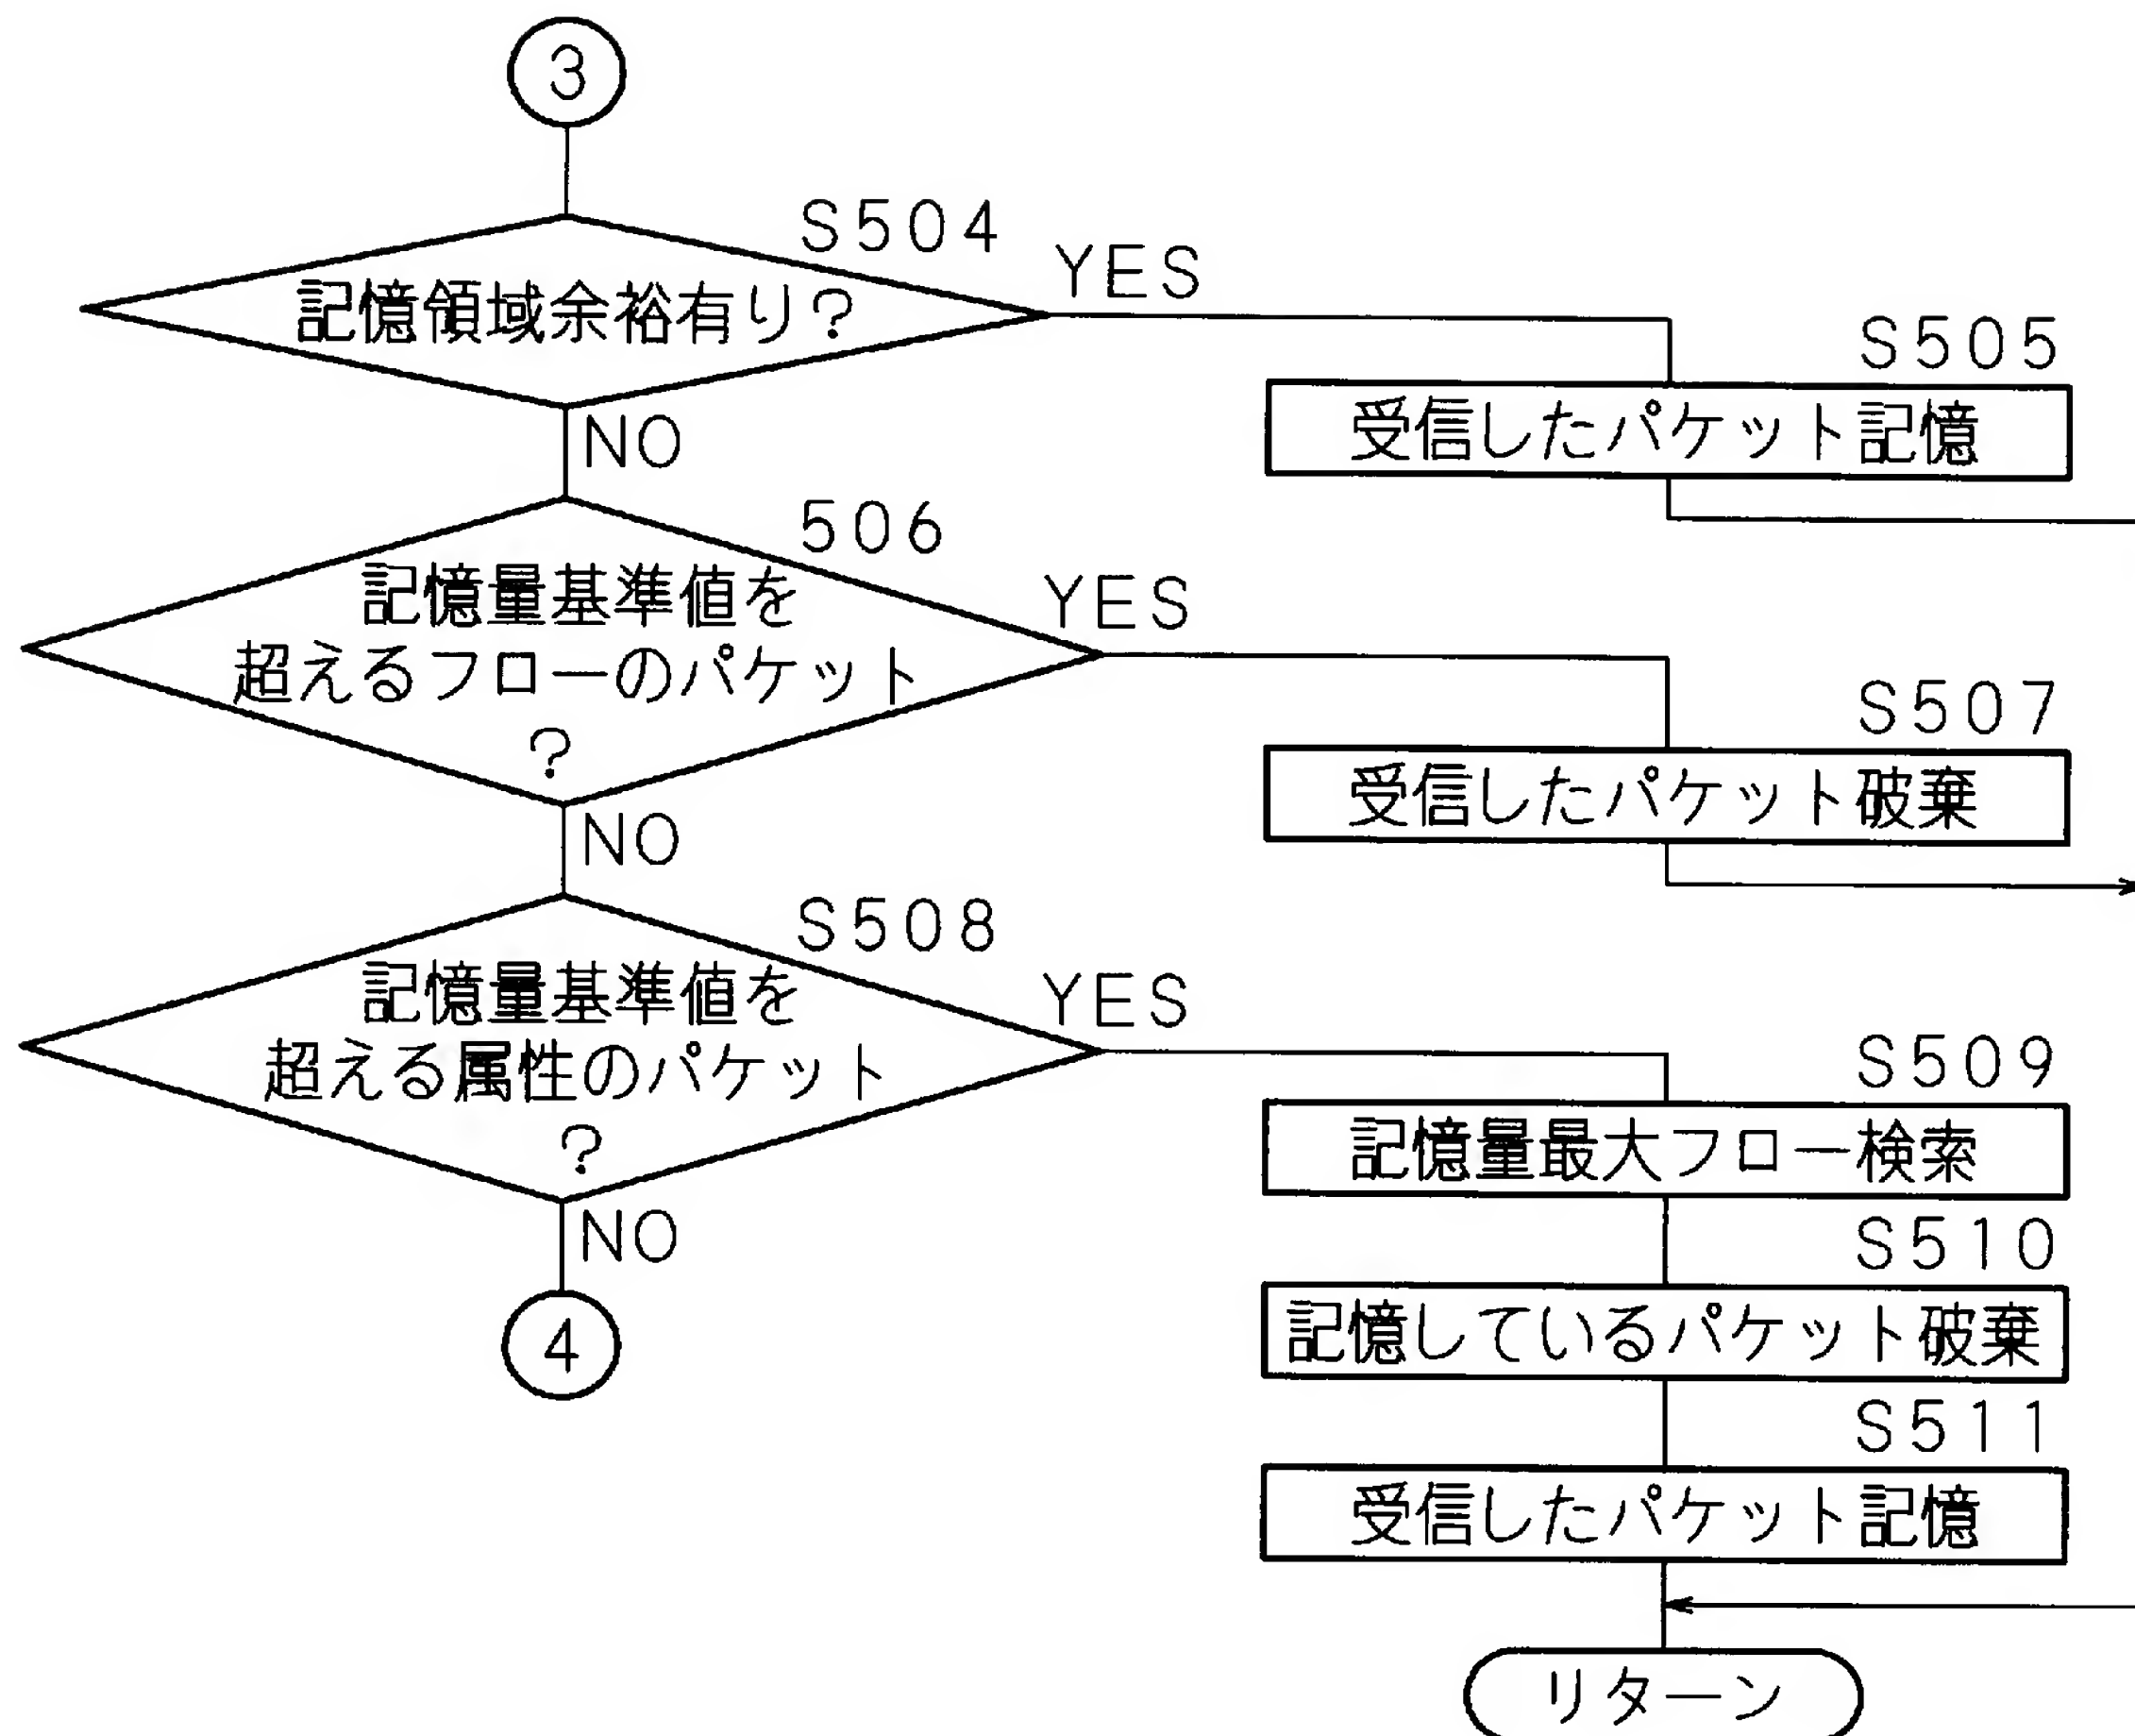 3
S504
記憶領域余裕有り?
YES
NO
S505
受信したパケット記憶
506
記憶量基準値を
超えるフローのパケット
?
YES
NO
S507
受信したパケット破棄
S508
記憶量基準値を
超える属性のパケット
?
YES
NO
4
S509
記憶量最大フロー検索
S510
記憶しているパケット破棄
S511
受信したパケット記憶
リターン